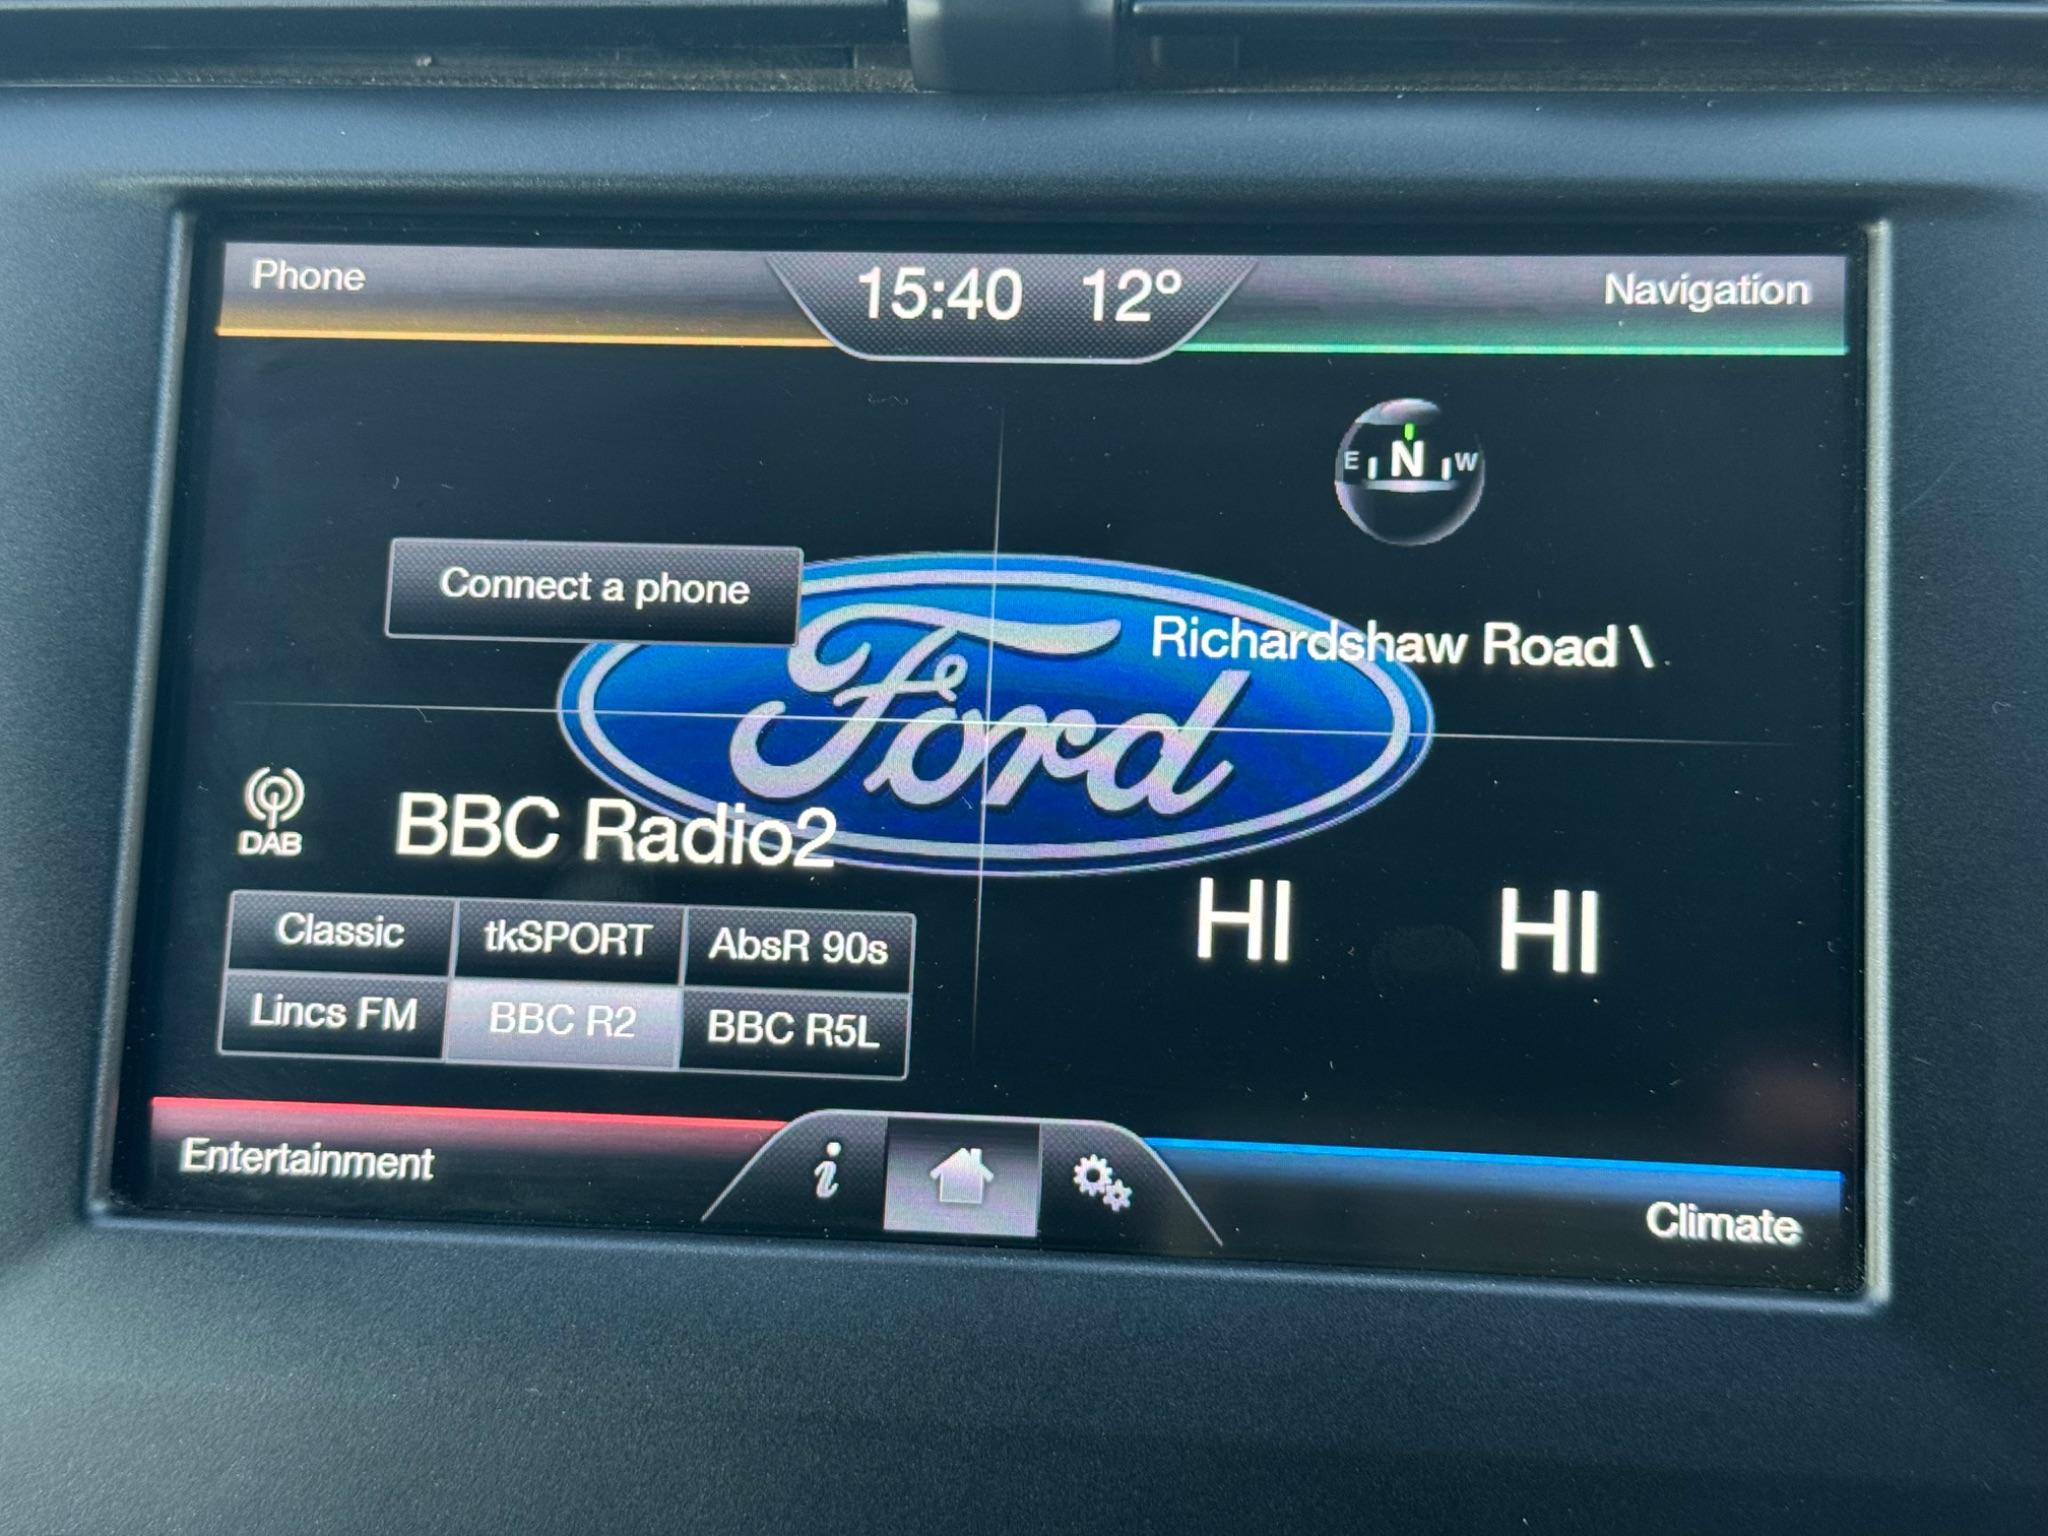 Phone
15:40 12°
Navigation
E N W
Connect a phone
Ford
Richardshaw Road \
DAB
BBC Radio2
HI HI
Classic tkSPORT AbsR 90s
Lincs FM BBC R2 BBC R5L
Entertainment
i
Climate